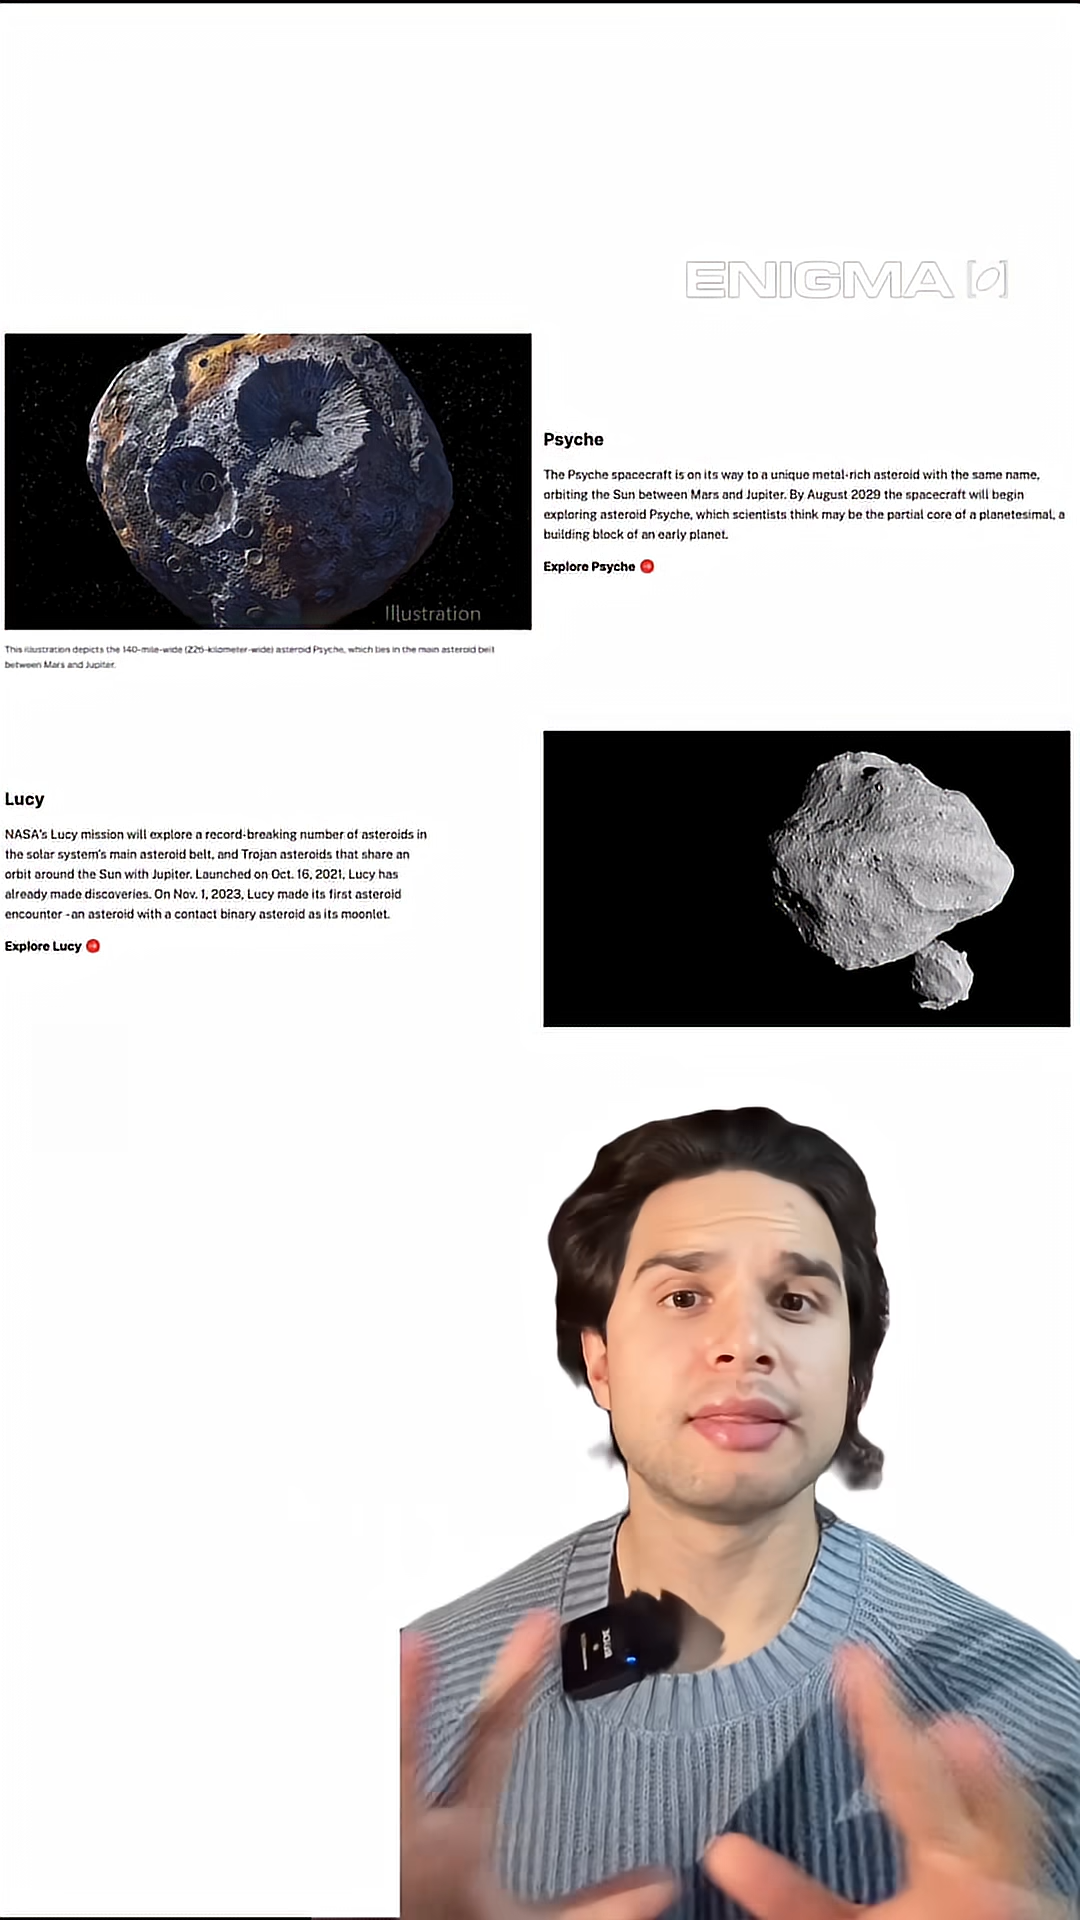 ENIGMA
Psyche
The Psyche spacecraft is on its way to a unique metal-rich asteroid with the same name,
orbiting the Sun between Mars and Jupiter. By August 2029 the spacecraft will begin
exploring asteroid Psyche, which scientists think may be the partial core of a planetesimal, a
building block of an early planet.
Explore Psyche
Illustration
This illustration depicts the 140-mile-wide (226-kilometer-wide) asteroid Psyche, which lies in the main asteroid belt
between Mars and Jupiter.
Lucy
NASA's Lucy mission will explore a record-breaking number of asteroids in
the solar system's main asteroid belt, and Trojan asteroids that share an
orbit around the Sun with Jupiter. Launched on Oct. 16, 2021, Lucy has
already made discoveries. On Nov. 1, 2023, Lucy made its first asteroid
encounter - an asteroid with a contact binary asteroid as its moonlet.
Explore Lucy
RODE